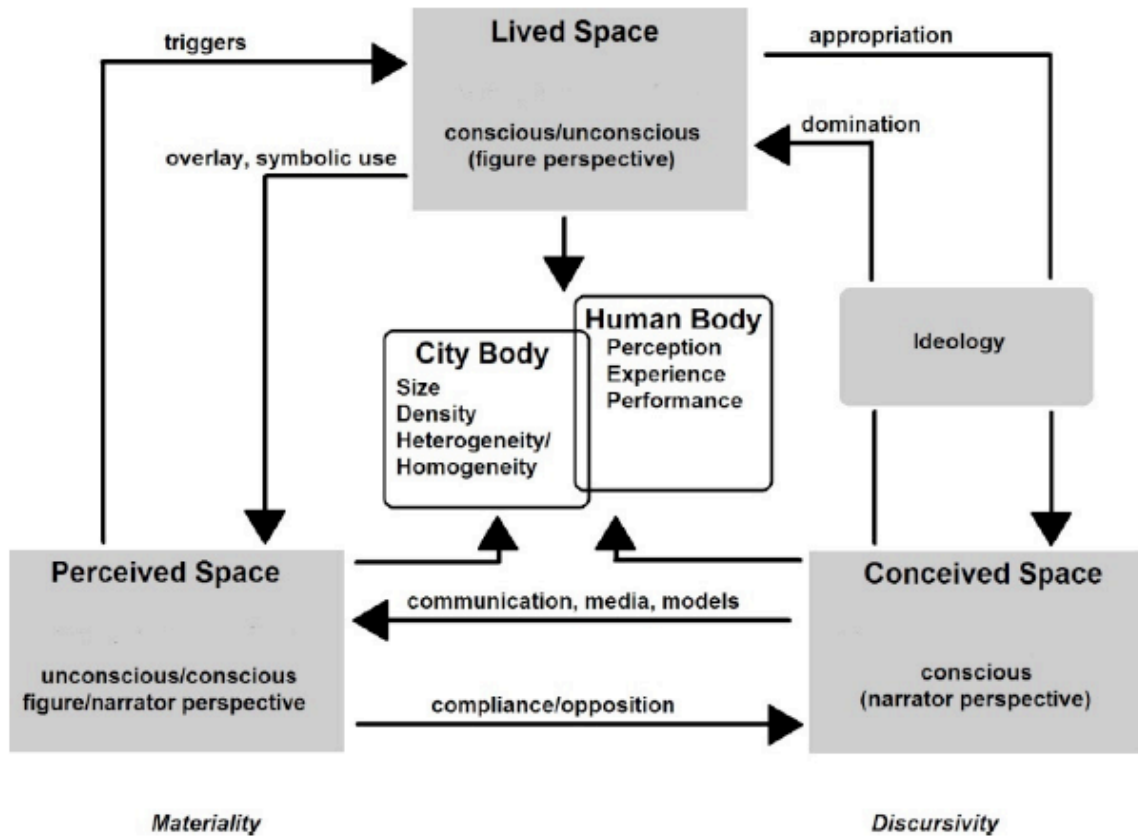 Lived Space
triggers
appropriation
conscious/unconscious
(figure perspective)
domination
overlay, symbolic use
Human Body
Perception
Experience
Performance
City Body
Size
Density
Heterogeneity/
Homogeneity
Ideology
Perceived Space
Conceived Space
communication, media, models
unconscious/conscious
figure/narrator perspective
conscious
(narrator perspective)
compliance/opposition
Materiality
Discursivity